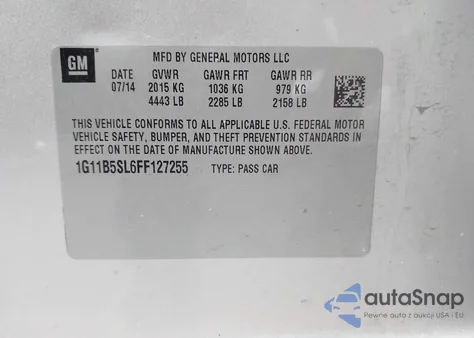 GM
MFD BY GENERAL MOTORS LLC
DATE GVWR GAWR FRT GAWR RR
07/14 2015 KG 1036 KG 979 KG
4443 LB 2285 LB 2158 LB
THIS VEHICLE CONFORMS TO ALL APPLICABLE U.S. FEDERAL MOTOR
VEHICLE SAFETY, BUMPER, AND THEFT PREVENTION STANDARDS IN
EFFECT ON THE DATE OF MANUFACTURE SHOWN ABOVE.
1G11B5SL6FF127255 TYPE: PASS CAR
autoSnap
Pewne auta z aukcji USA i EU